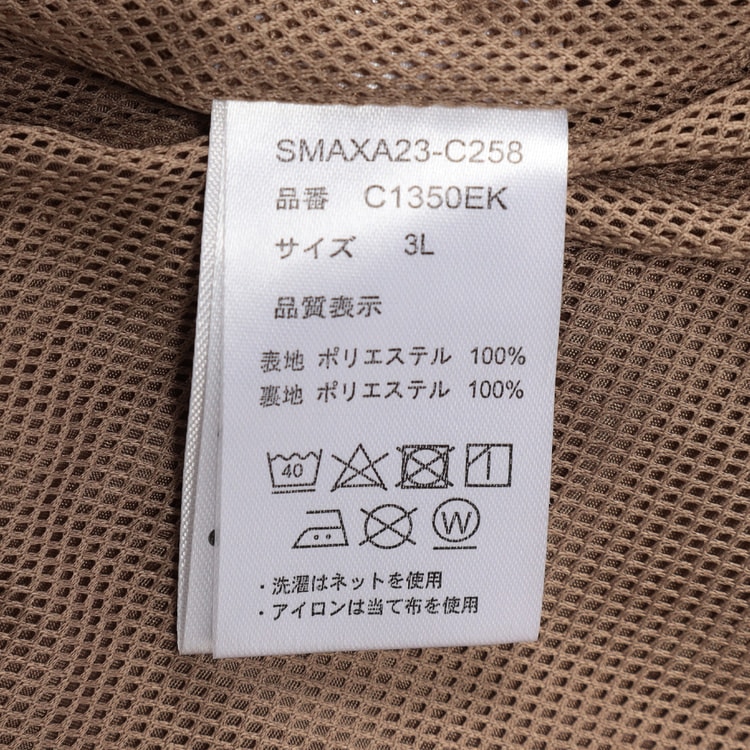 SMAXA23-C258
品番 C1350EK
サイズ 3L
品質表示
表地 ポリエステル 100%
裏地 ポリエステル 100%
40
W
・洗濯はネットを使用
・アイロンは当て布を使用